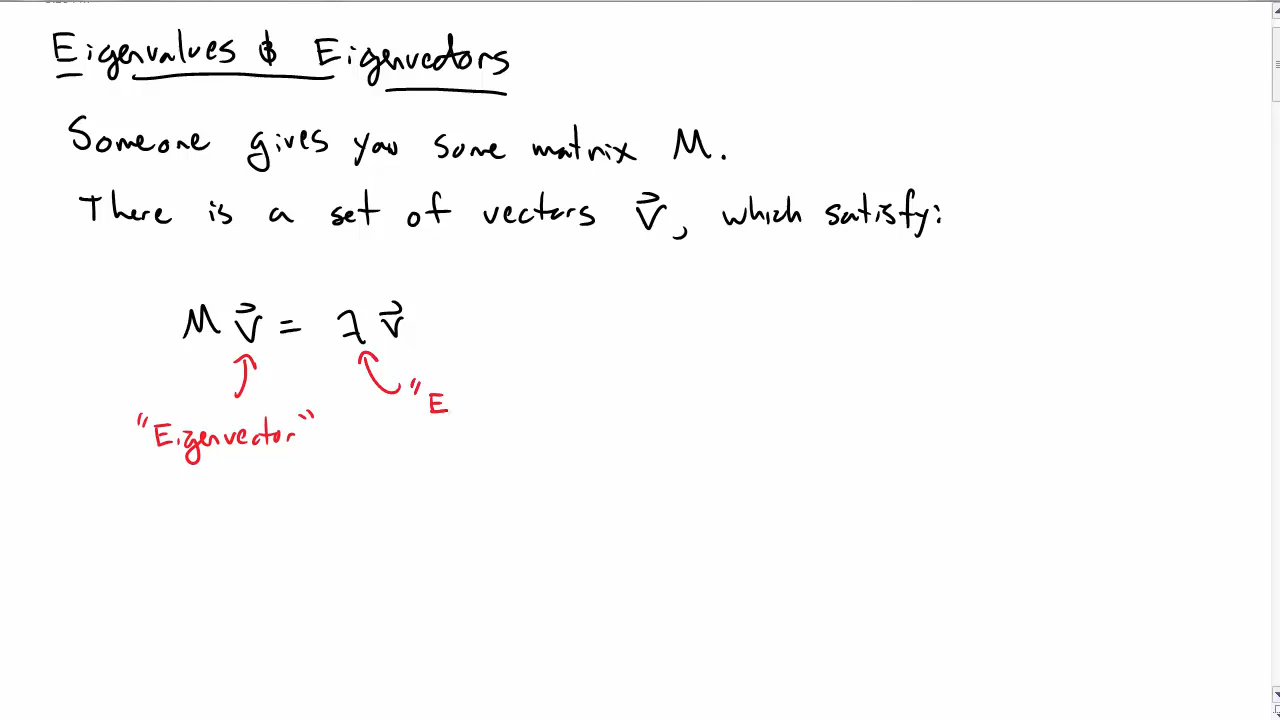 Eigenvalues & Eigenvectors
Someone gives you some matrix M.
There is a set of vectors v⃗, which satisfy:
M v⃗ = λ v⃗
"E
"Eigenvector"